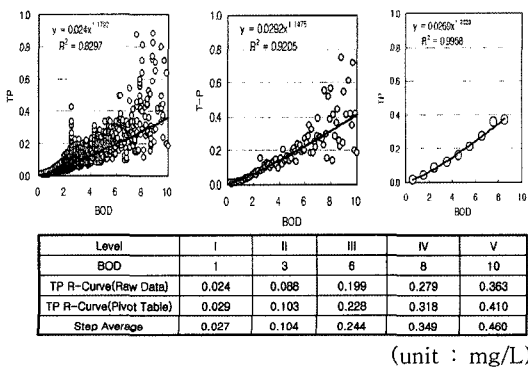 y = 0.024x^1.1792
R² = 0.8297
y = 0.0292x^1.1475
R² = 0.9205
y = 0.0269x
R² = 0.9958
1.0 0.8 0.6 0.4 0.2 0.0
TP
0 2 4 6 8 10
BOD
1.0 0.8 0.6 0.4 0.2 0.0
T-P
0 2 4 6 8 10
BOD
1.0 0.8 0.6 0.4 0.2 0.0
TP
0 2 4 6 8 10
BOD
Level I II III IV V
BOD 1 3 6 8 10
TP R-Curve(Raw Data) 0.024 0.088 0.199 0.279 0.363
TP R-Curve(Pivot Table) 0.029 0.103 0.228 0.318 0.410
Step Average 0.027 0.104 0.244 0.349 0.460
(unit : mg/L)